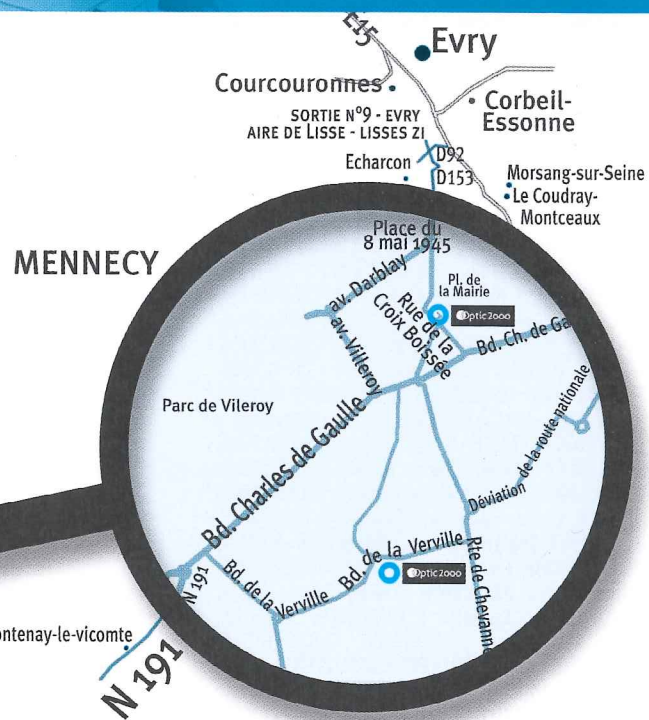 E15
Evry
Courcouronnes
Corbeil-
Essonne
SORTIE N°9 - EVRY
AIRE DE LISSE - LISSES ZI
Echarcon
D92
D153
Morsang-sur-Seine
Le Coudray-
Montceaux
MENNECY
Place du
8 mai 1945
av. Darblay
Pl. de
la Mairie
Rue de la
Croix Boissée
Optic2000
av. Villeroy
Bd. Ch. de Ga
Parc de Vileroy
Bd. Charles de Gaulle
Déviation
de la route nationale
Bd. de la Verville
Bd. de la Verville
Optic2000
Rte de Chevanne
N 191
ontenay-le-vicomte
N 191